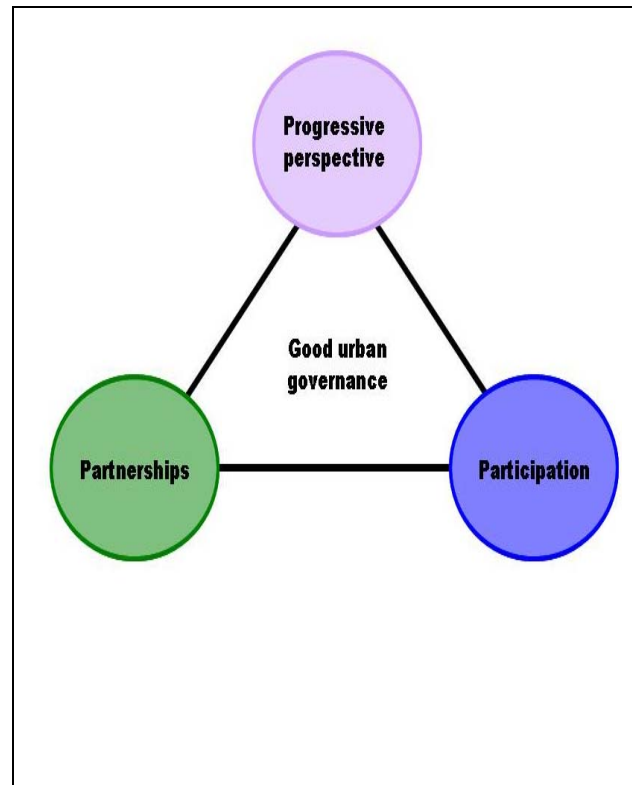 Progressive
perspective
Good urban
governance
Partnerships
Participation